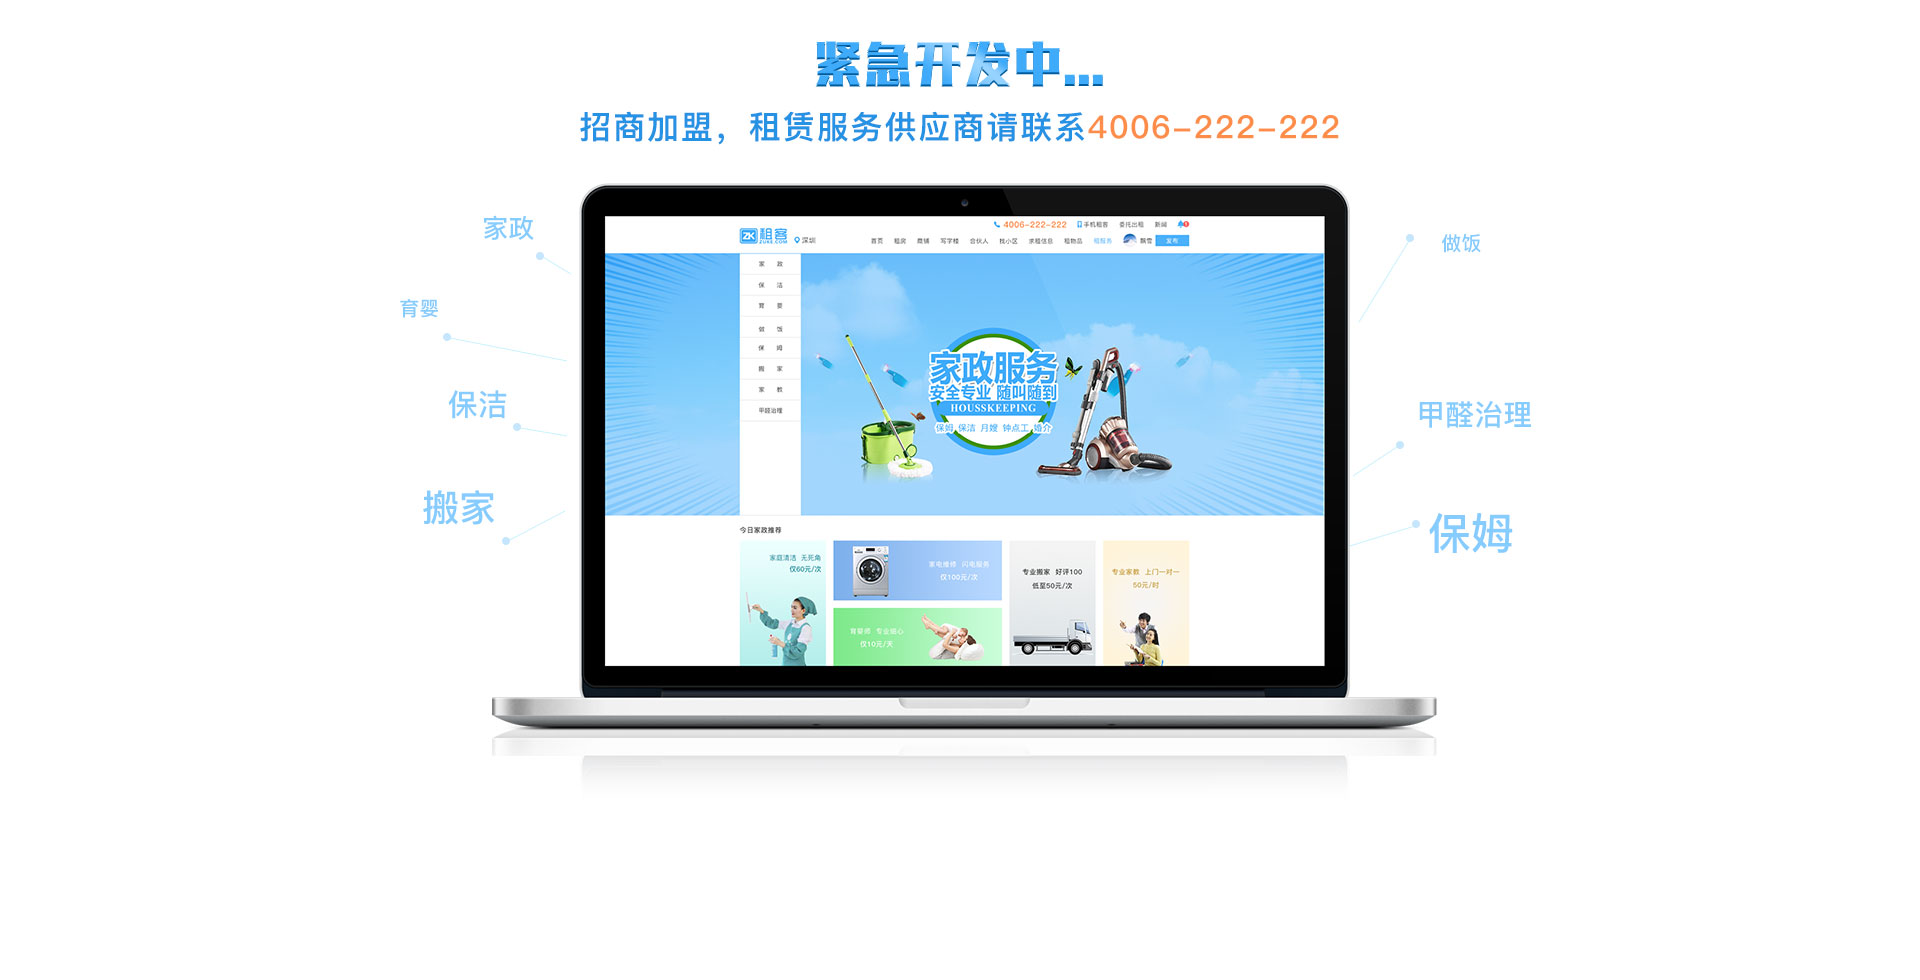 紧急开发中...
招商加盟，租赁服务供应商请联系4006-222-222
家政
育婴
保洁
搬家
做饭
甲醛治理
保姆
4006-222-222 手机租客 委托出租 新闻
ZK 租客 ZUKE.COM 深圳
首页 租房 商铺 写字楼 合伙人 找小区 求租信息 租物品 租服务 飘雪 发布
家 政
保 洁
育 婴
做 饭
保 姆
搬 家
家 教
甲醛治理
家政服务
安全专业 随叫随到
HOUSSKEEPING
保姆 保洁 月嫂 钟点工 婚介
今日家政推荐
家庭清洁 无死角
仅60元/次
家电维修 闪电服务
仅100元/次
育婴师 专业贴心
仅10元/天
专业搬家 好评100
低至50元/次
专业家教 上门一对一
50元/时